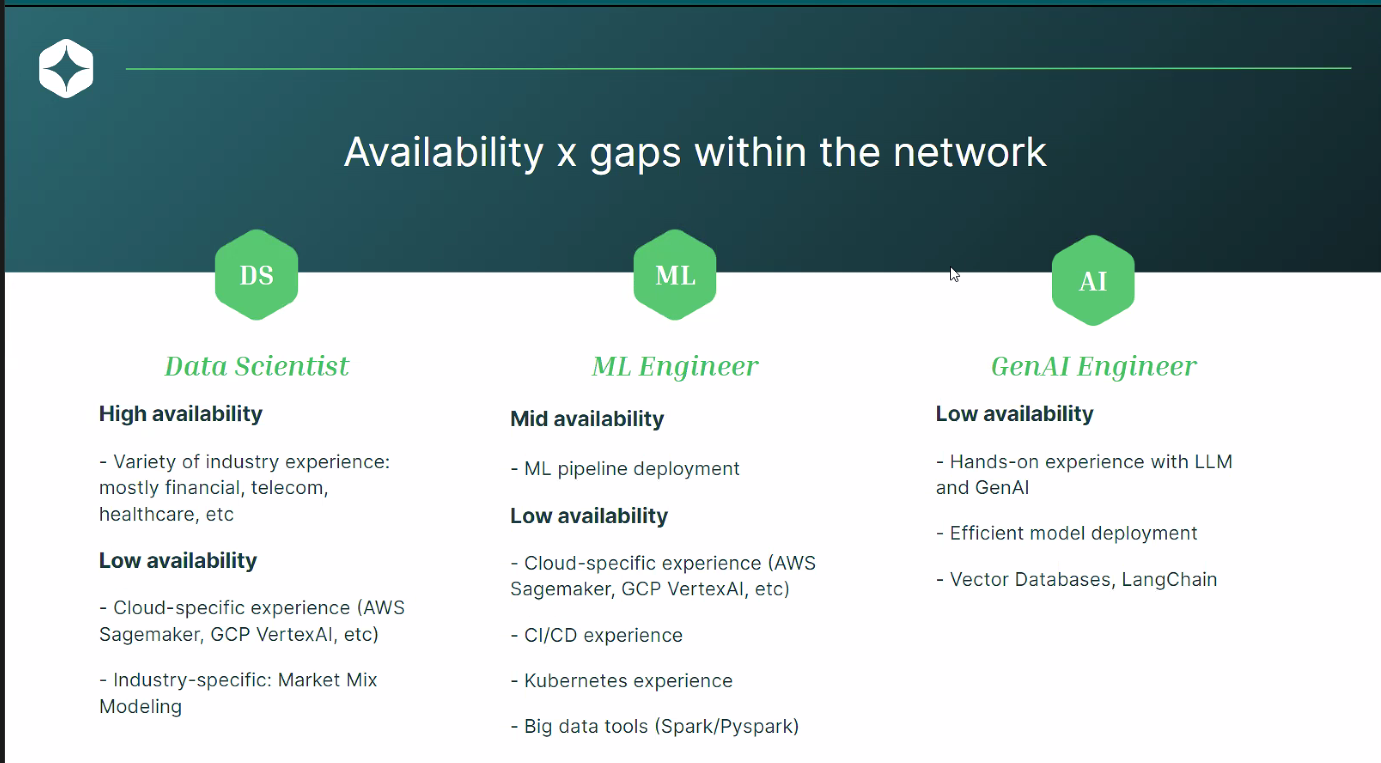 Availability x gaps within the network
DS
Data Scientist
High availability
- Variety of industry experience:
mostly financial, telecom,
healthcare, etc
Low availability
- Cloud-specific experience (AWS
Sagemaker, GCP VertexAI, etc)
- Industry-specific: Market Mix
Modeling
ML
ML Engineer
Mid availability
- ML pipeline deployment
Low availability
- Cloud-specific experience (AWS
Sagemaker, GCP VertexAI, etc)
- CI/CD experience
- Kubernetes experience
- Big data tools (Spark/Pyspark)
AI
GenAI Engineer
Low availability
- Hands-on experience with LLM
and GenAI
- Efficient model deployment
- Vector Databases, LangChain